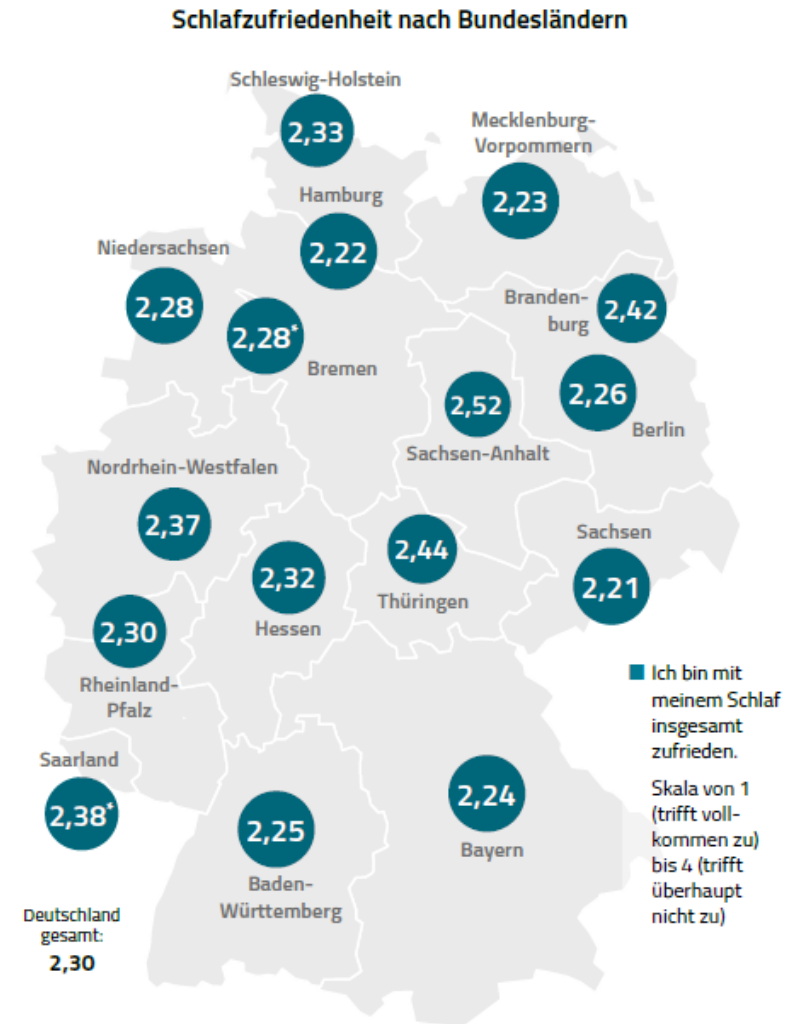 Schlafzufriedenheit nach Bundesländern
Schleswig-Holstein
2,33
Mecklenburg-
Vorpommern
2,23
Hamburg
2,22
Niedersachsen
2,28
2,28*
Bremen
Branden-
burg
2,42
2,26
Berlin
2,52
Sachsen-Anhalt
Nordrhein-Westfalen
2,37
2,32
Hessen
2,44
Thüringen
Sachsen
2,21
2,30
Rheinland-
Pfalz
Saarland
2,38*
2,25
Baden-
Württemberg
2,24
Bayern
Ich bin mit
meinem Schlaf
insgesamt
zufrieden.
Skala von 1
(trifft voll-
kommen zu)
bis 4 (trifft
überhaupt
nicht zu)
Deutschland
gesamt:
2,30